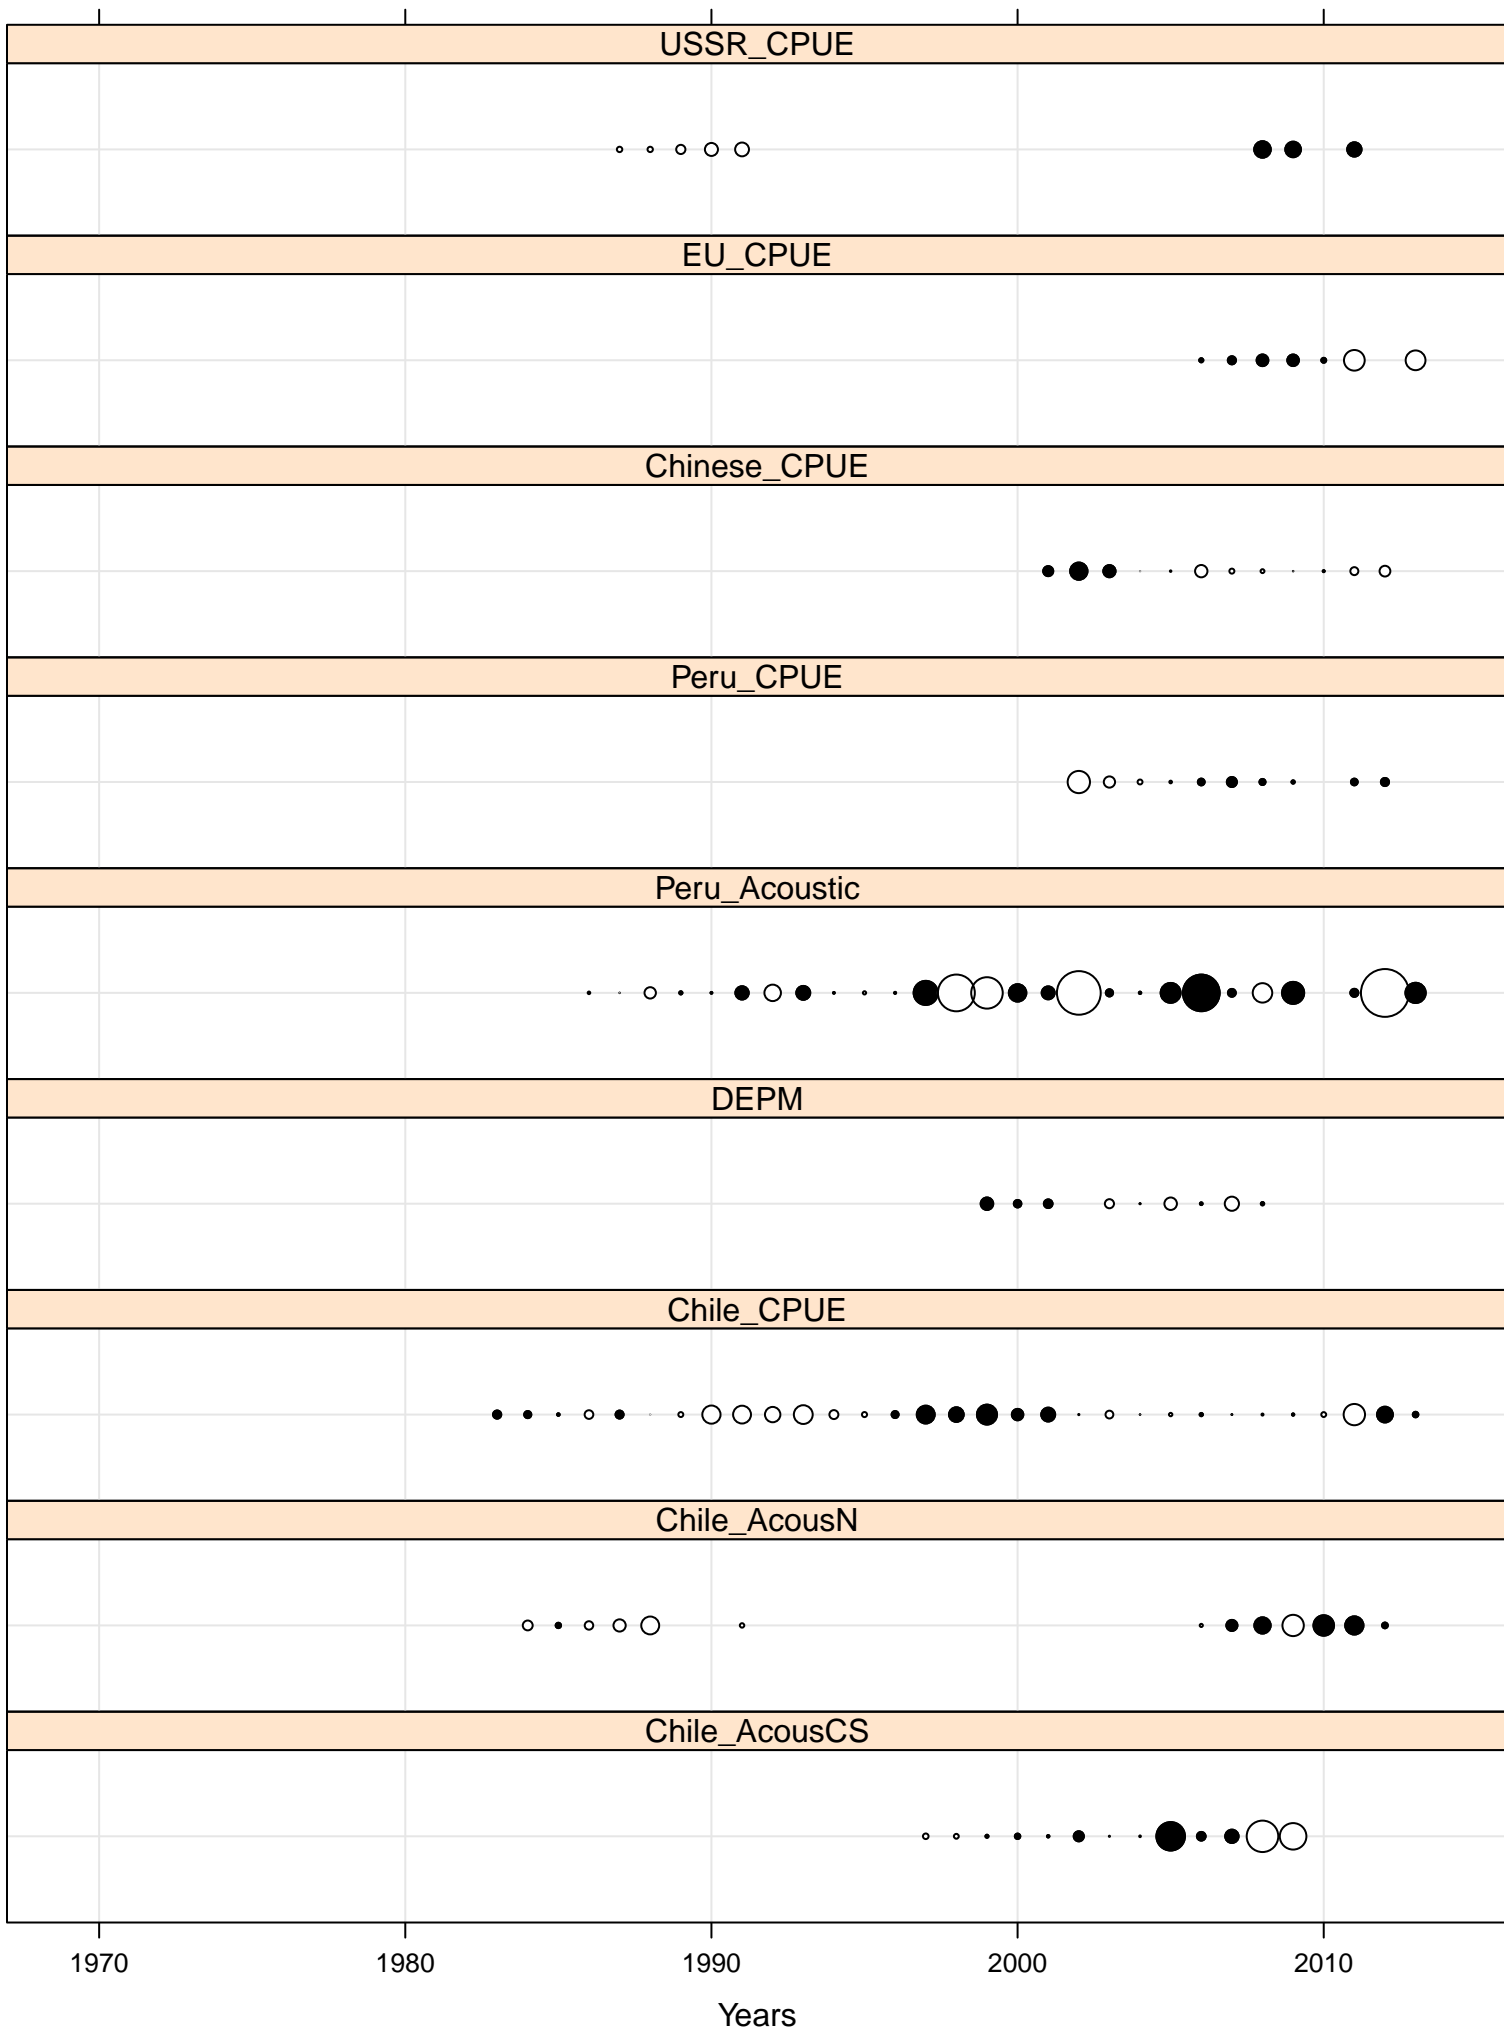 USSR_CPUE
EU_CPUE
Chinese_CPUE
Peru_CPUE
Peru_Acoustic
DEPM
Chile_CPUE
Chile_AcousN
Chile_AcousCS
1970 1980 1990 2000 2010
Years